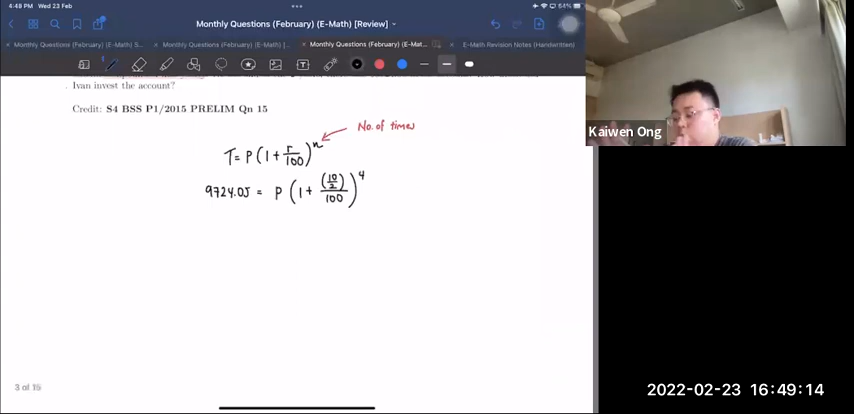 4:49 PM Wed 23 Feb
64%
Monthly Questions (February) (E-Math) [Review]
Monthly Questions (February) (E-Math) S...
Monthly Questions (February) (E-Math) [...
Monthly Questions (February) (E-Mat...
E-Math Revision Notes (Handwritten)
Ivan invest the account?
Credit: S4 BSS P1/2015 PRELIM Qn 15
No. of times
T = P(1 + r/100)^n
9724.05 = P(1 + (10/2)/100)^4
Kaiwen Ong
3 of 15
2022-02-23 16:49:14